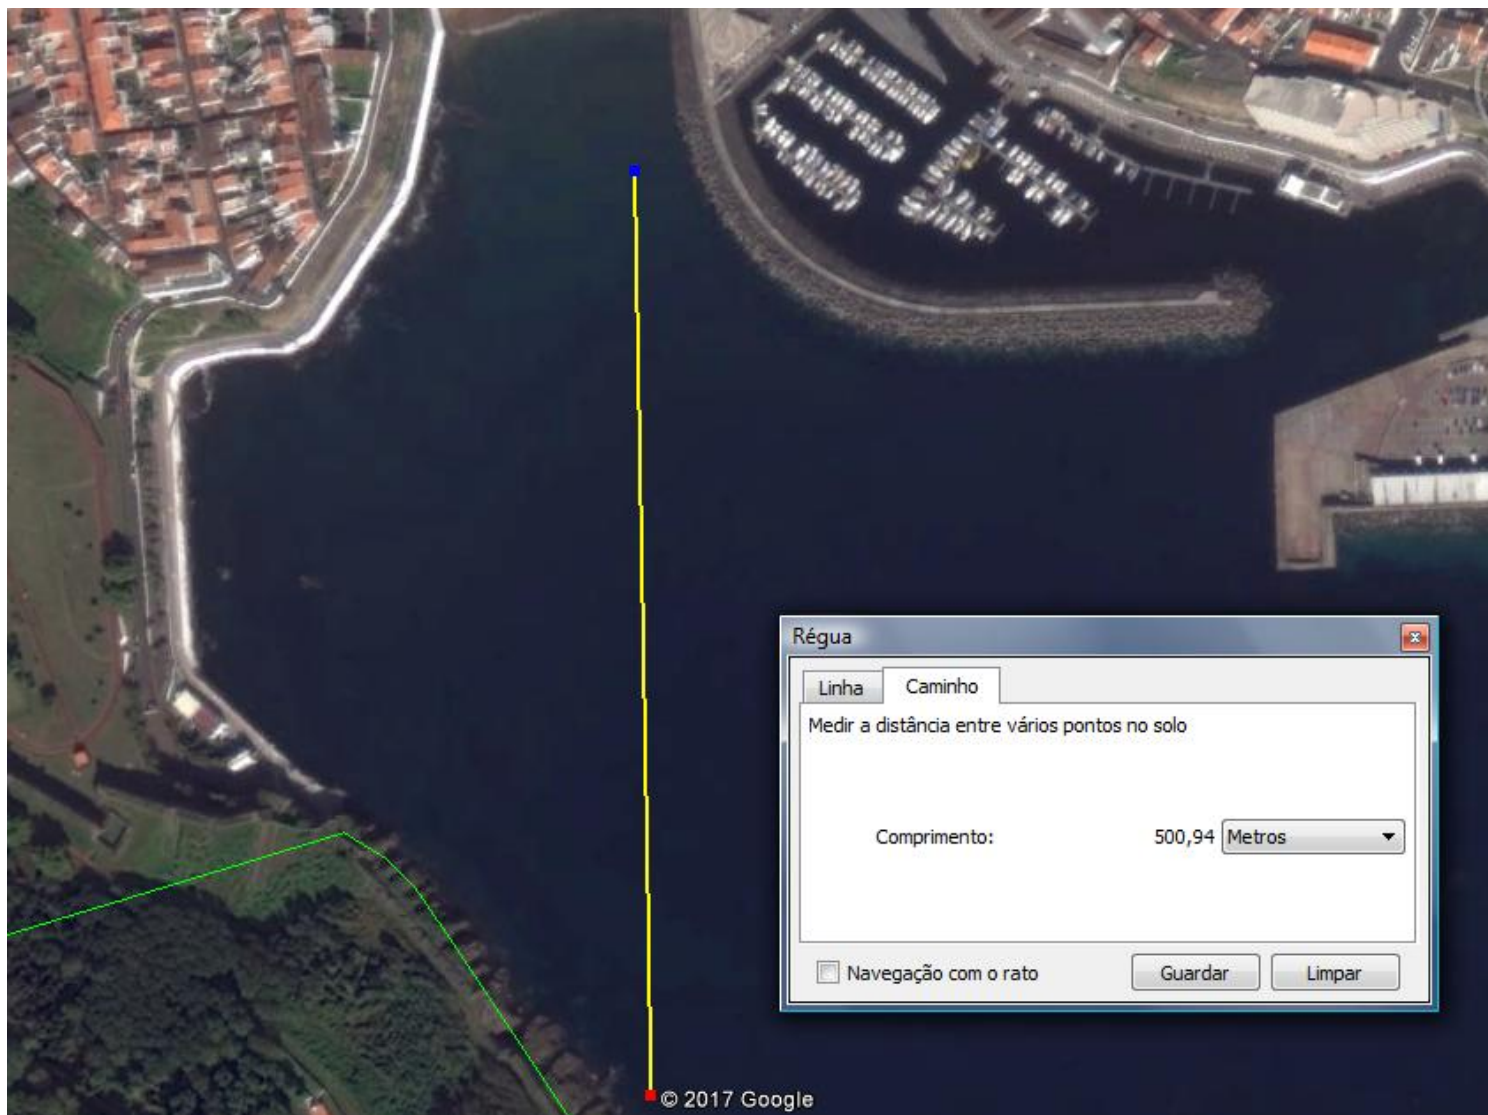 Régua
Linha
Caminho
Medir a distância entre vários pontos no solo
Comprimento:
500,94
Metros
Navegação com o rato
Guardar
Limpar
© 2017 Google